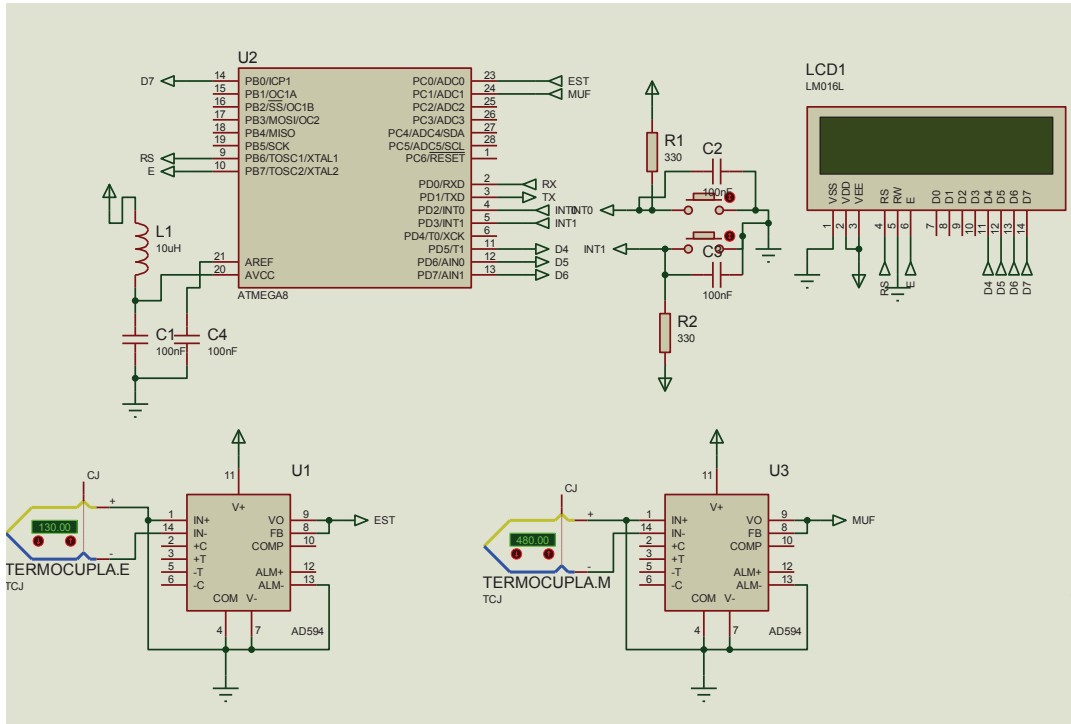 U2
D7 14 PB0/ICP1 PC0/ADC0 23 EST
15 PB1/OC1A PC1/ADC1 24 MUF
16 PB2/SS/OC1B PC2/ADC2 25
17 PB3/MOSI/OC2 PC3/ADC3 26
18 PB4/MISO PC4/ADC4/SDA 27
19 PB5/SCK PC5/ADC5/SCL 28
RS 9 PB6/TOSC1/XTAL1 PC6/RESET 1
E 10 PB7/TOSC2/XTAL2
PD0/RXD 2 RX
PD1/TXD 3 TX
PD2/INT0 4 INT0
PD3/INT1 5 INT1
PD4/T0/XCK 6
PD5/T1 11 D4
21 AREF PD6/AIN0 12 D5
20 AVCC PD7/AIN1 13 D6
ATMEGA8
L1
10uH
C1
100nF
C4
100nF
R1
330
C2
100nF
INT0
INT1
C3
100nF
R2
330
LCD1
LM016L
VSS VDD VEE RS RW E D0 D1 D2 D3 D4 D5 D6 D7
1 2 3 4 5 6 7 8 9 10 11 12 13 14
RS E D4 D5 D6 D7
U1
CJ
11
V+
+
130.00
-
TERMOCUPLA.E
TCJ
1 IN+ VO 9 EST
14 IN- FB 8
2 +C COMP 10
3 +T
5 -T ALM+ 12
6 -C ALM- 13
COM V-
4 7 AD594
U3
CJ
11
V+
+
480.00
-
TERMOCUPLA.M
TCJ
1 IN+ VO 9 MUF
14 IN- FB 8
2 +C COMP 10
3 +T
5 -T ALM+ 12
6 -C ALM- 13
COM V-
4 7 AD594